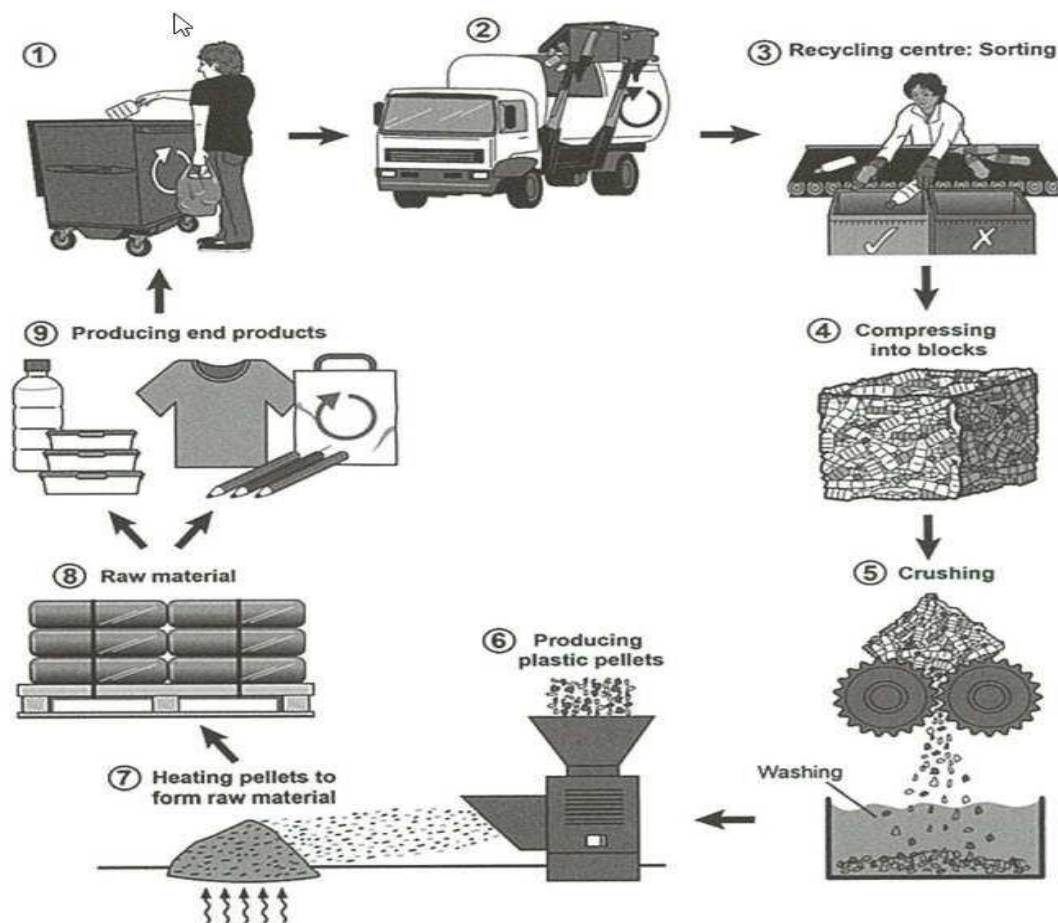 ①
②
③ Recycling centre: Sorting
④ Compressing
into blocks
⑤ Crushing
Washing
⑥ Producing
plastic pellets
⑦ Heating pellets to
form raw material
⑧ Raw material
⑨ Producing end products